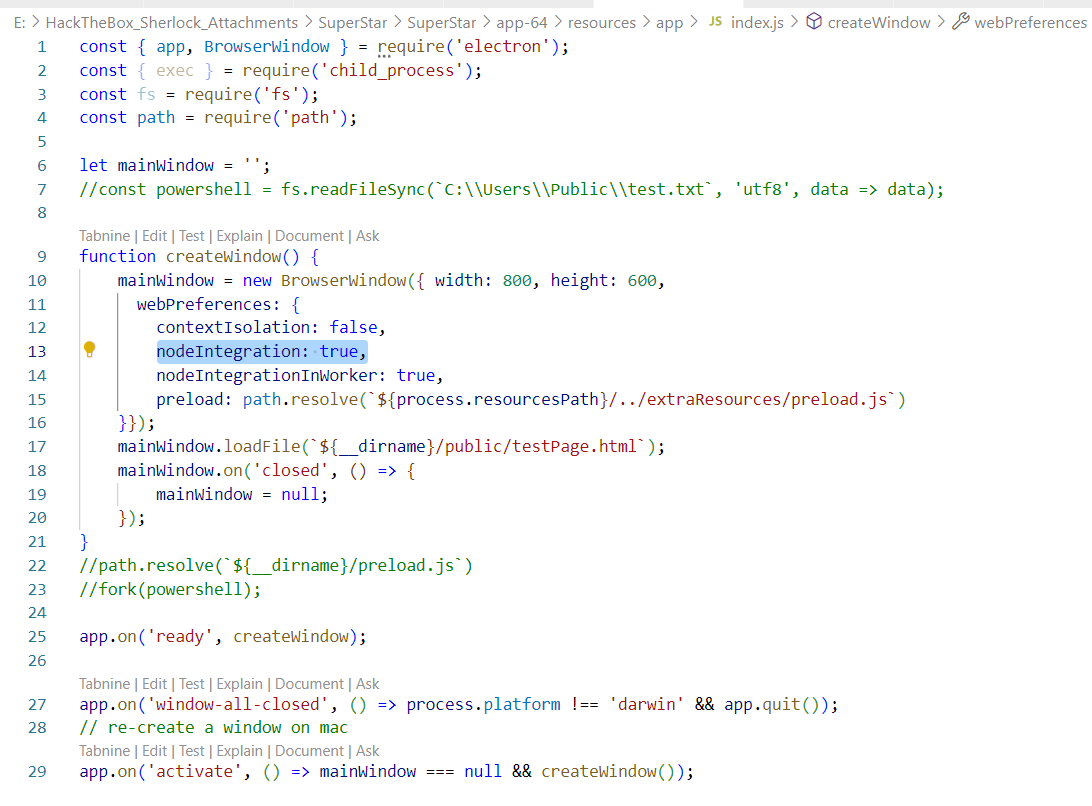 E: > HackTheBox_Sherlock_Attachments > SuperStar > SuperStar > app-64 > resources > app > JS index.js > createWindow > webPreferences
1 const { app, BrowserWindow } = require('electron');
2 const { exec } = require('child_process');
3 const fs = require('fs');
4 const path = require('path');
5
6 let mainWindow = '';
7 //const powershell = fs.readFileSync(`C:\\Users\\Public\\test.txt`, 'utf8', data => data);
8
Tabnine | Edit | Test | Explain | Document | Ask
9 function createWindow() {
10 mainWindow = new BrowserWindow({ width: 800, height: 600,
11 webPreferences: {
12 contextIsolation: false,
13 nodeIntegration: true,
14 nodeIntegrationInWorker: true,
15 preload: path.resolve(`${process.resourcesPath}/../extraResources/preload.js`)
16 }});
17 mainWindow.loadFile(`${__dirname}/public/testPage.html`);
18 mainWindow.on('closed', () => {
19 mainWindow = null;
20 });
21 }
22 //path.resolve(`${__dirname}/preload.js`)
23 //fork(powershell);
24
25 app.on('ready', createWindow);
26
Tabnine | Edit | Test | Explain | Document | Ask
27 app.on('window-all-closed', () => process.platform !== 'darwin' && app.quit());
28 // re-create a window on mac
Tabnine | Edit | Test | Explain | Document | Ask
29 app.on('activate', () => mainWindow === null && createWindow());